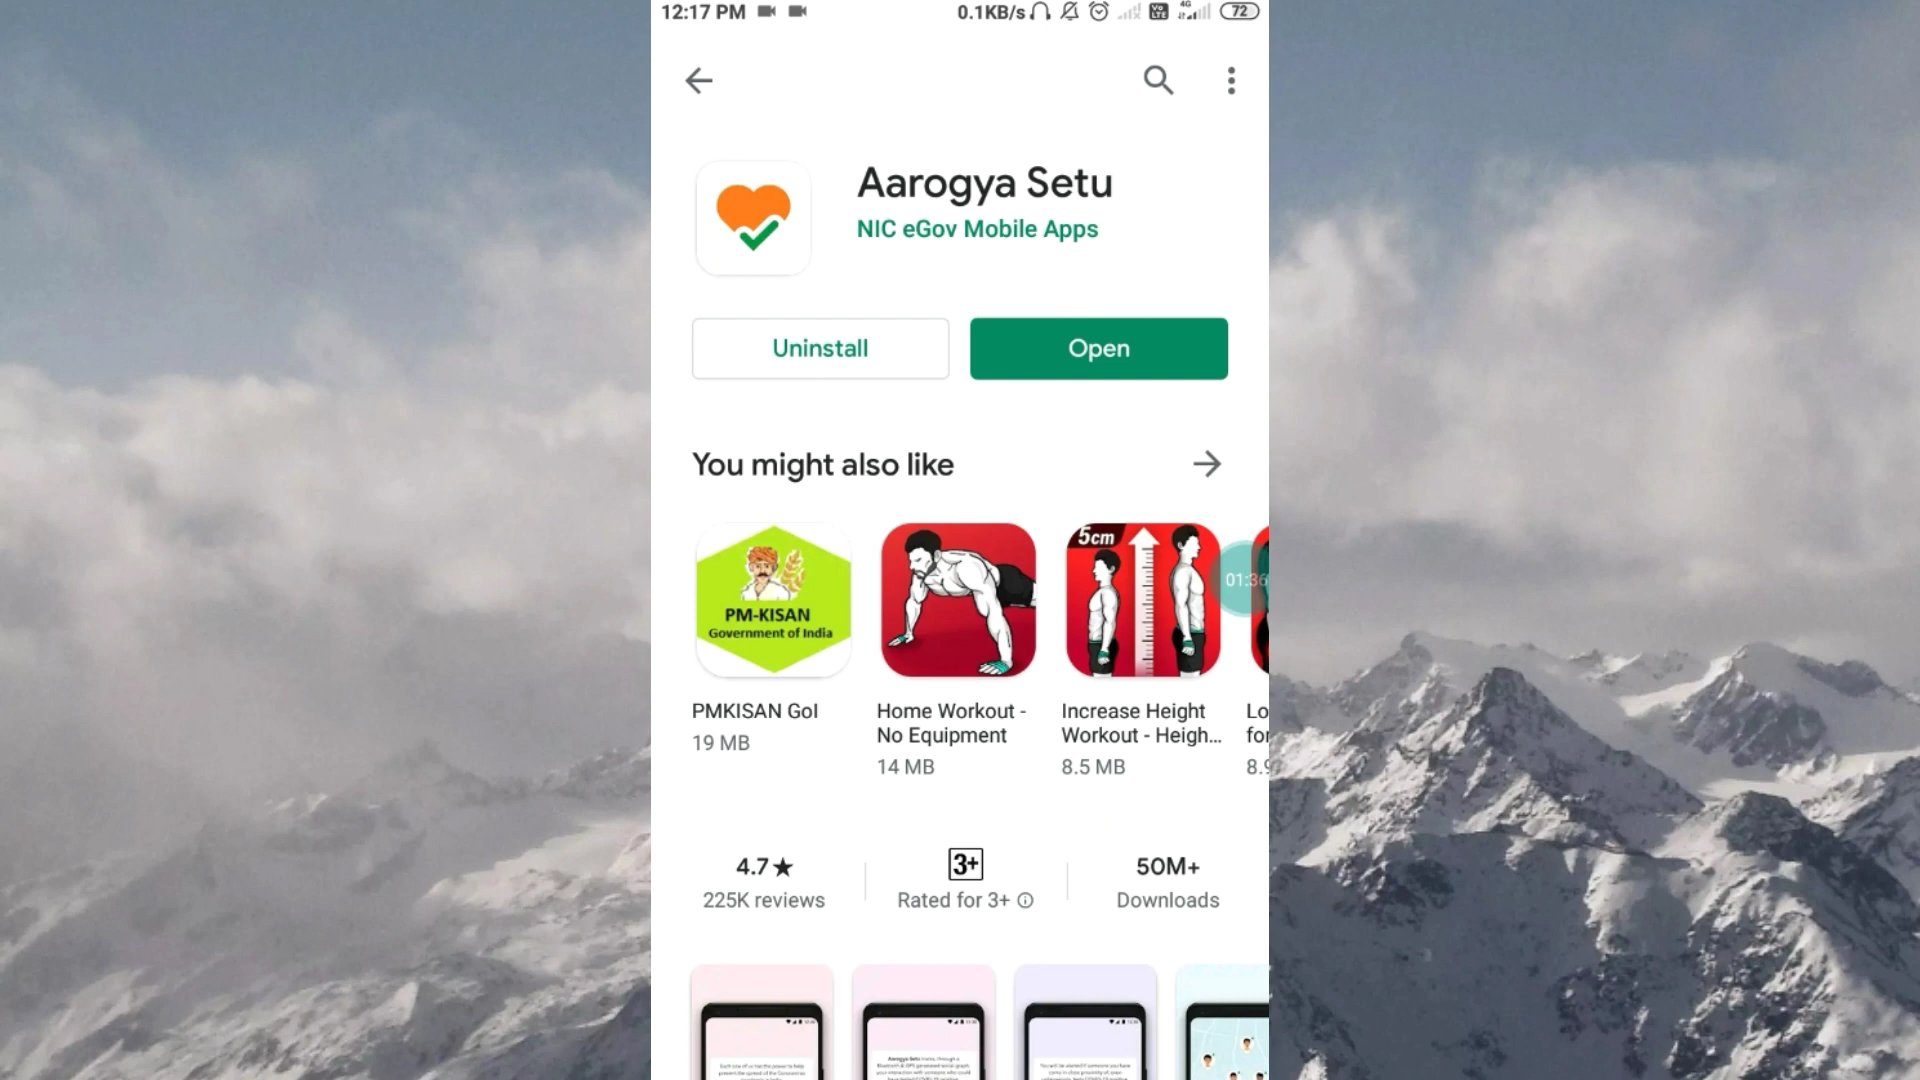 12:17 PM 0.1KB/s Vo LTE 4G 72
Aarogya Setu
NIC eGov Mobile Apps
Uninstall Open
You might also like
5cm
01:36
PM-KISAN
Government of India
PMKISAN GoI
19 MB
Home Workout -
No Equipment
14 MB
Increase Height
Workout - Heigh...
8.5 MB
Lo
for
8.9
4.7★
225K reviews
3+
Rated for 3+
50M+
Downloads